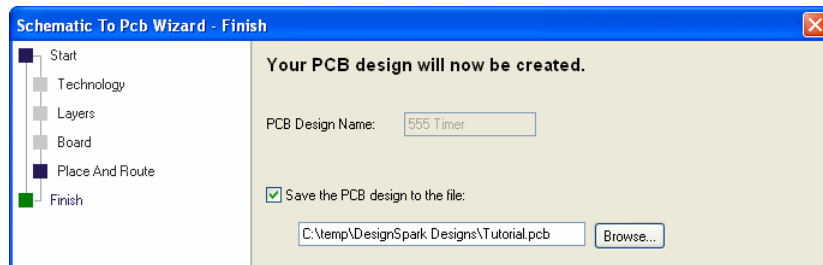 Schematic To Pcb Wizard - Finish
Start
Technology
Layers
Board
Place And Route
Finish
Your PCB design will now be created.
PCB Design Name: 555 Timer
Save the PCB design to the file:
C:\temp\DesignSpark Designs\Tutorial.pcb Browse...